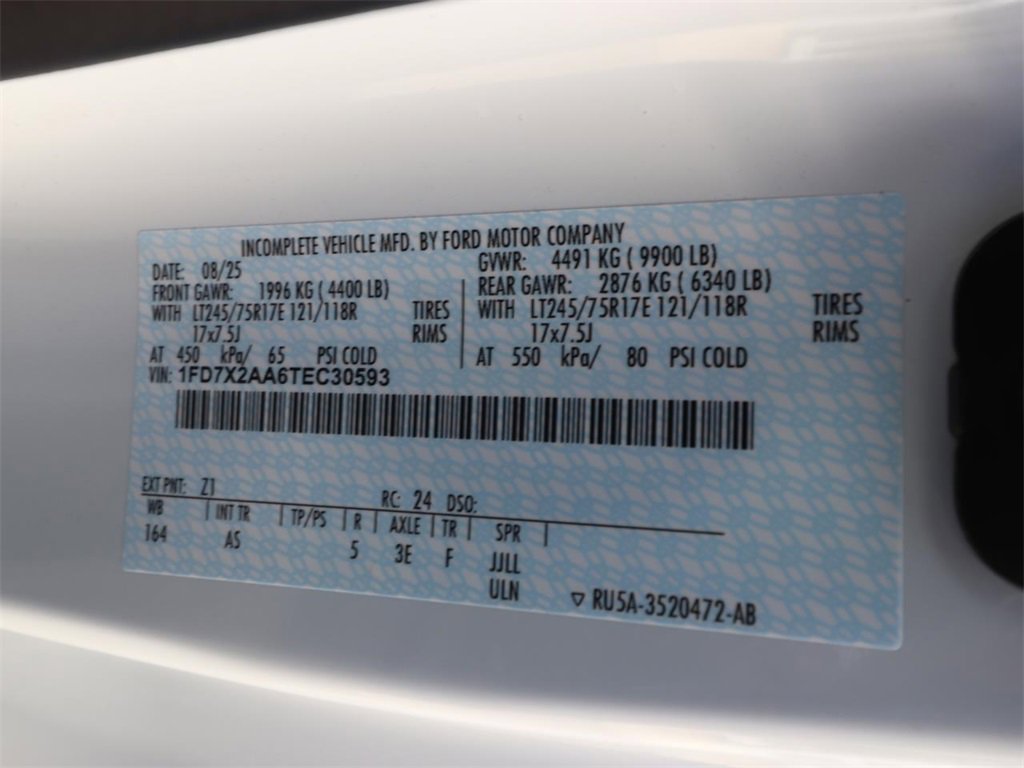 INCOMPLETE VEHICLE MFD. BY FORD MOTOR COMPANY
DATE: 08/25 GVWR: 4491 KG ( 9900 LB)
FRONT GAWR: 1996 KG ( 4400 LB) REAR GAWR: 2876 KG ( 6340 LB)
WITH LT245/75R17E 121/118R TIRES WITH LT245/75R17E 121/118R TIRES
17x7.5J RIMS 17x7.5J RIMS
AT 450 kPa/ 65 PSI COLD AT 550 kPa/ 80 PSI COLD
VIN: 1FD7X2AA6TEC30593
EXT PNT: Z1 RC: 24 DSO:
WB INT TR TP/PS R AXLE TR SPR
164 AS 5 3E F JJLL
ULN ▽ RU5A-3520472-AB